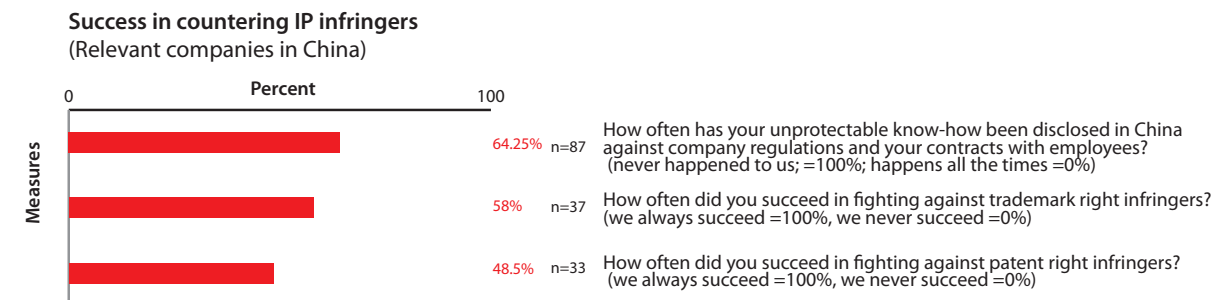 Success in countering IP infringers
(Relevant companies in China)
Percent
0
100
Measures
64.25% n=87 How often has your unprotectable know-how been disclosed in China
against company regulations and your contracts with employees?
(never happened to us; =100%; happens all the times =0%)
58% n=37 How often did you succeed in fighting against trademark right infringers?
(we always succeed =100%, we never succeed =0%)
48.5% n=33 How often did you succeed in fighting against patent right infringers?
(we always succeed =100%, we never succeed =0%)